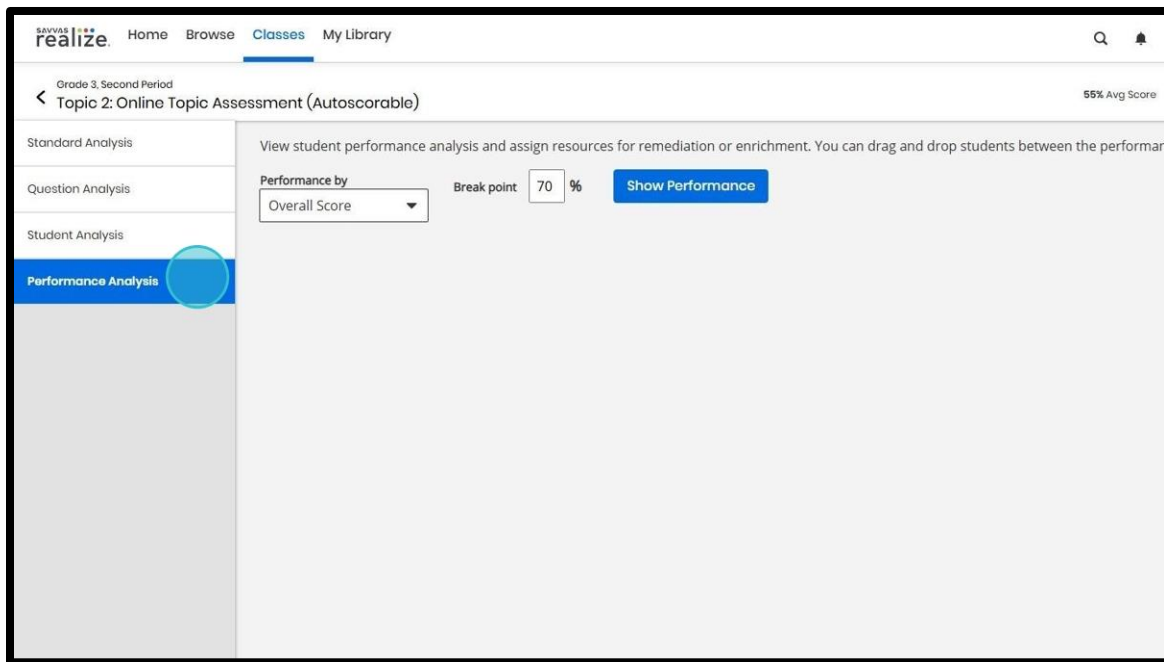 savvas realize. Home Browse Classes My Library
Grade 3, Second Period
Topic 2: Online Topic Assessment (Autoscorable)
55% Avg Score
Standard Analysis
Question Analysis
Student Analysis
Performance Analysis
View student performance analysis and assign resources for remediation or enrichment. You can drag and drop students between the performan
Performance by
Overall Score
Break point 70 %
Show Performance